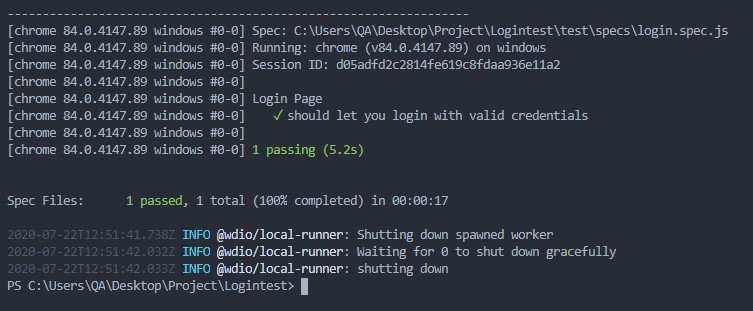 ------------------------------------------------------------------
[chrome 84.0.4147.89 windows #0-0] Spec: C:\Users\QA\Desktop\Project\Logintest\test\specs\login.spec.js
[chrome 84.0.4147.89 windows #0-0] Running: chrome (v84.0.4147.89) on windows
[chrome 84.0.4147.89 windows #0-0] Session ID: d05adfd2c2814fe619c8fdaa936e11a2
[chrome 84.0.4147.89 windows #0-0]
[chrome 84.0.4147.89 windows #0-0] Login Page
[chrome 84.0.4147.89 windows #0-0]    ✓ should let you login with valid credentials
[chrome 84.0.4147.89 windows #0-0]
[chrome 84.0.4147.89 windows #0-0] 1 passing (5.2s)
Spec Files:      1 passed, 1 total (100% completed) in 00:00:17
2020-07-22T12:51:41.738Z INFO @wdio/local-runner: Shutting down spawned worker
2020-07-22T12:51:42.032Z INFO @wdio/local-runner: Waiting for 0 to shut down gracefully
2020-07-22T12:51:42.033Z INFO @wdio/local-runner: shutting down
PS C:\Users\QA\Desktop\Project\Logintest>